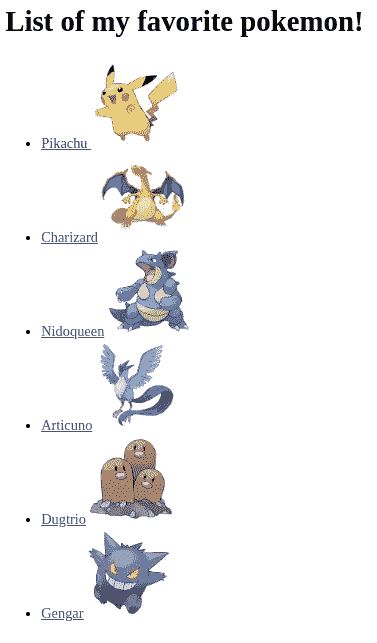 List of my favorite pokemon!
Pikachu
Charizard
Nidoqueen
Articuno
Dugtrio
Gengar